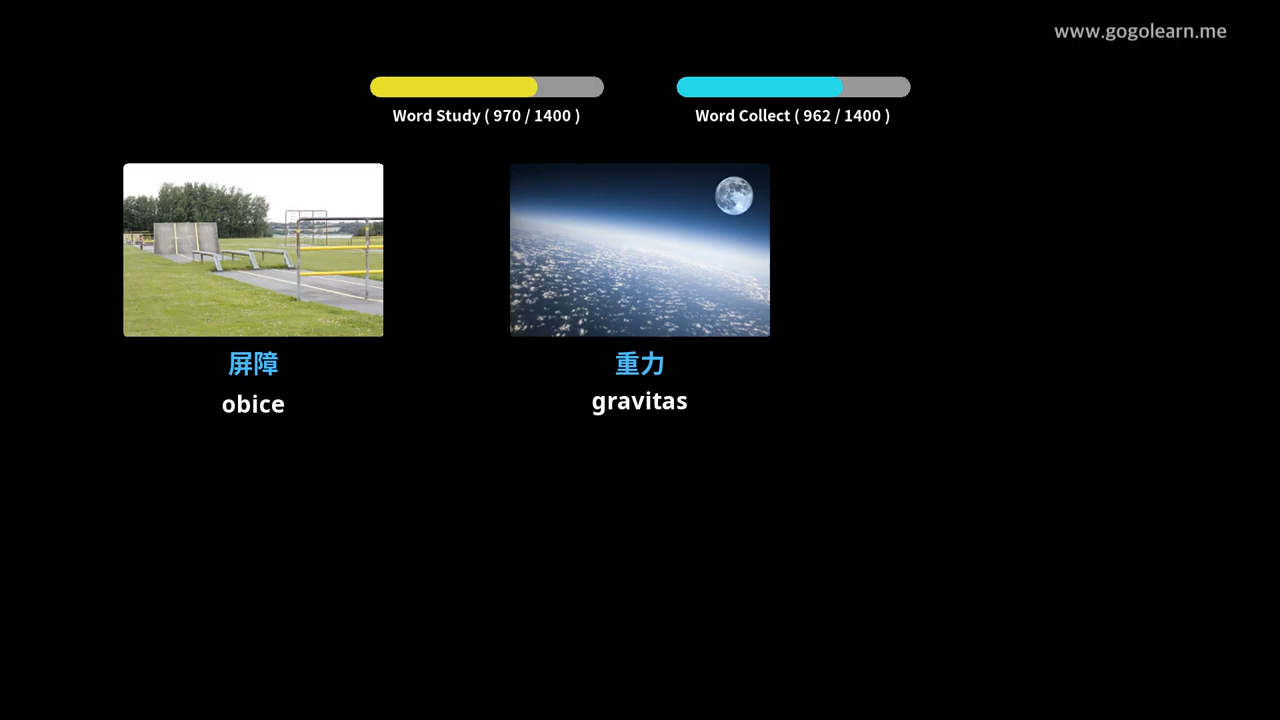 www.gogolearn.me
Word Study ( 970 / 1400 )
Word Collect ( 962 / 1400 )
屏障
obice
重力
gravitas